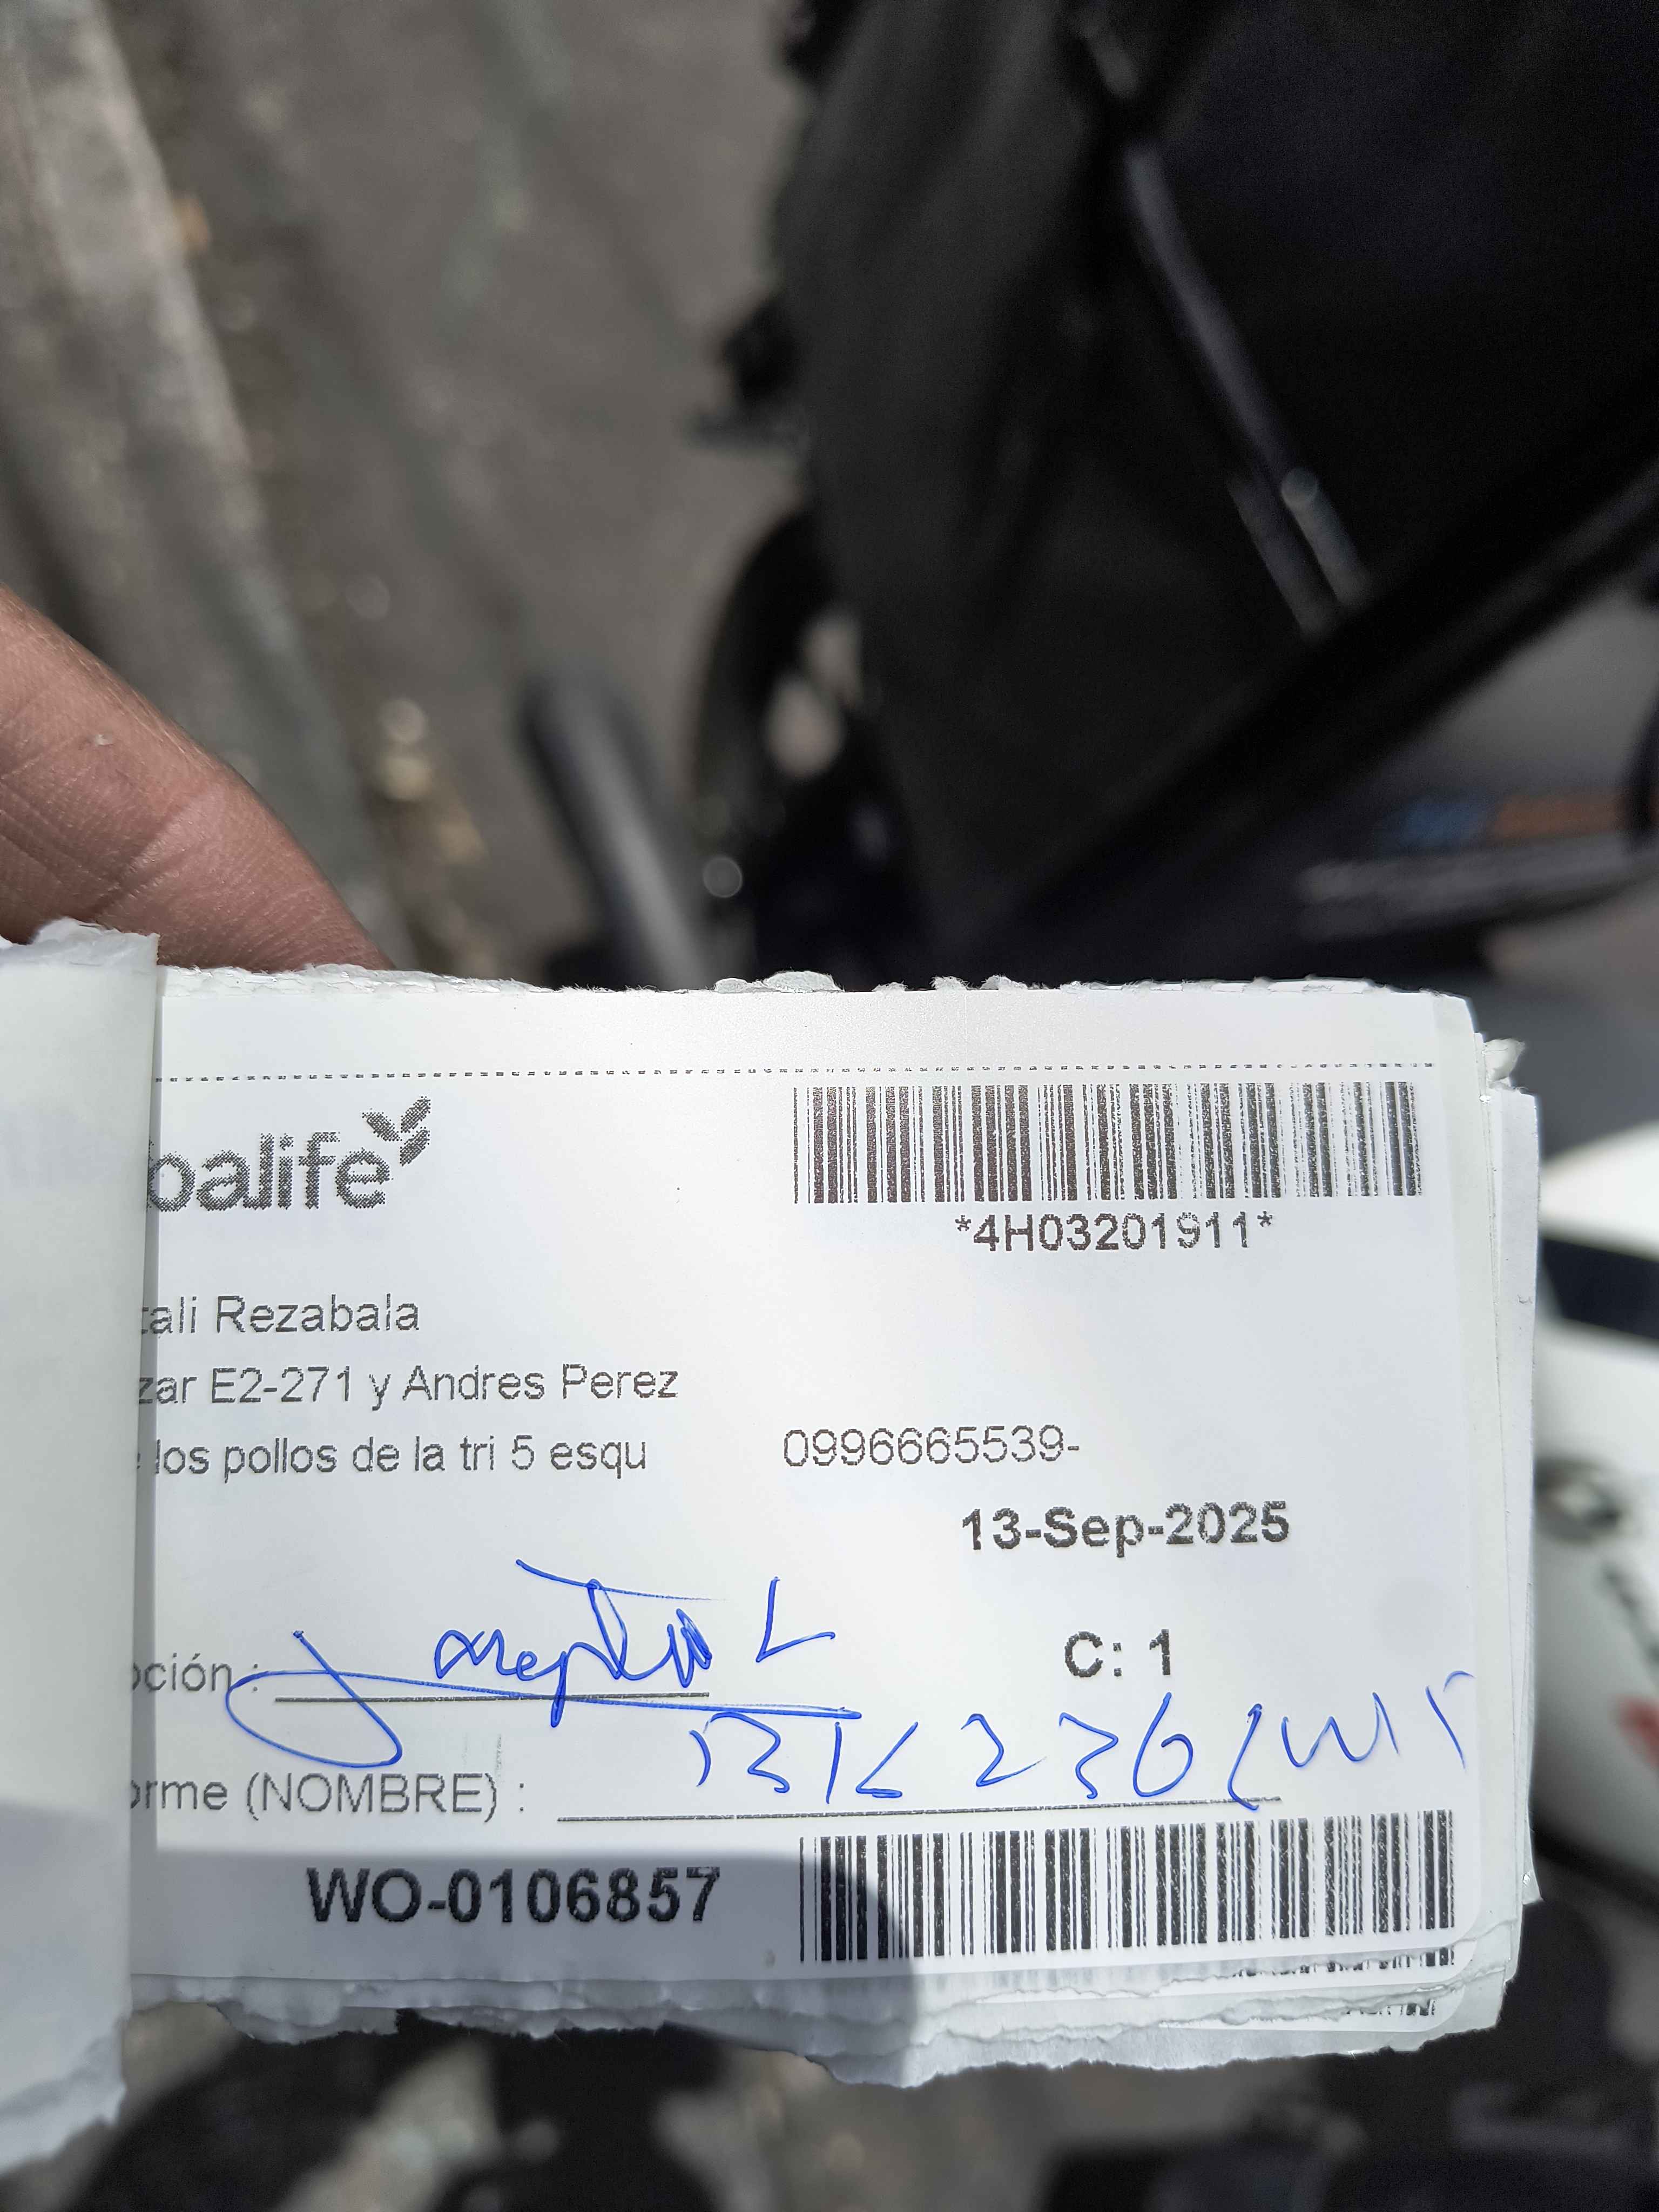 balife
*4H03201911*
tali Rezabala
zar E2-271 y Andres Perez
los pollos de la tri 5 esqu 0996665539-
13-Sep-2025
pción :
C: 1
orme (NOMBRE) :
WO-0106857